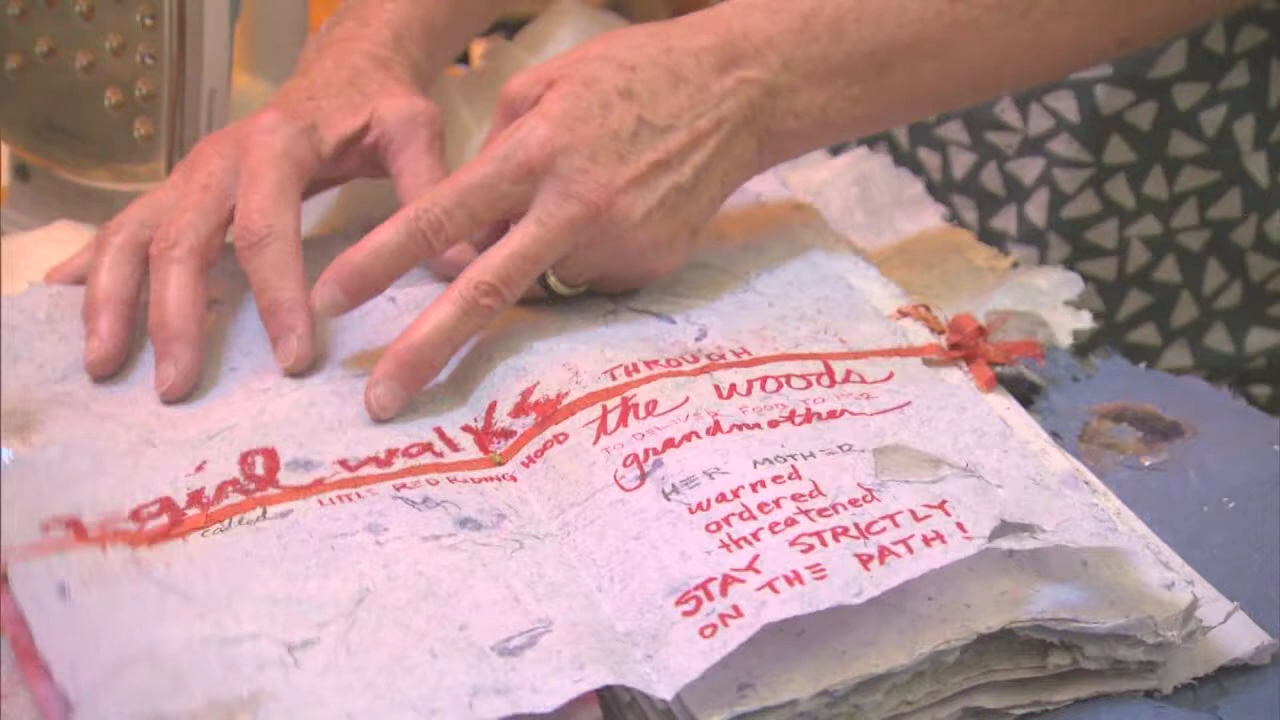 a girl walks THROUGH
called LITTLE RED RIDING HOOD
the woods
TO DELIVER FOOD TO HER
grandmother
HER MOTHER
warned
ordered
threatened
STAY STRICTLY
ON THE PATH!